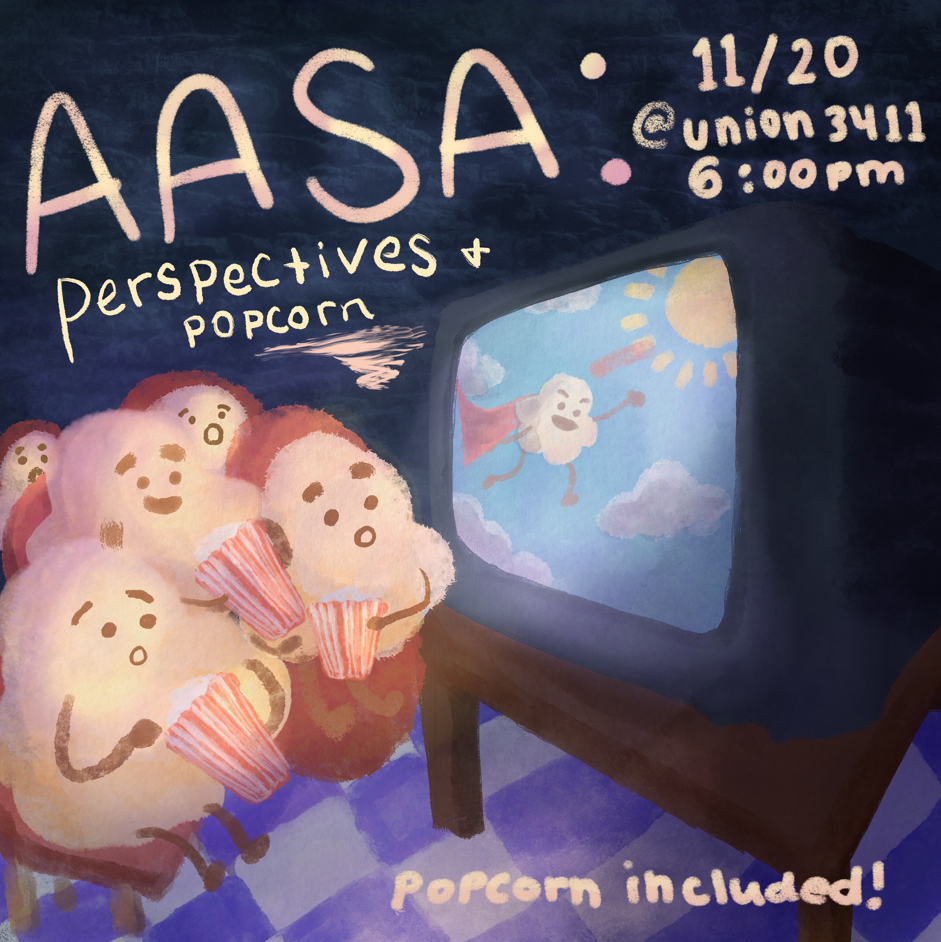 AASA:
perspectives +
popcorn
11/20
@union 3411
6:00pm
popcorn included!